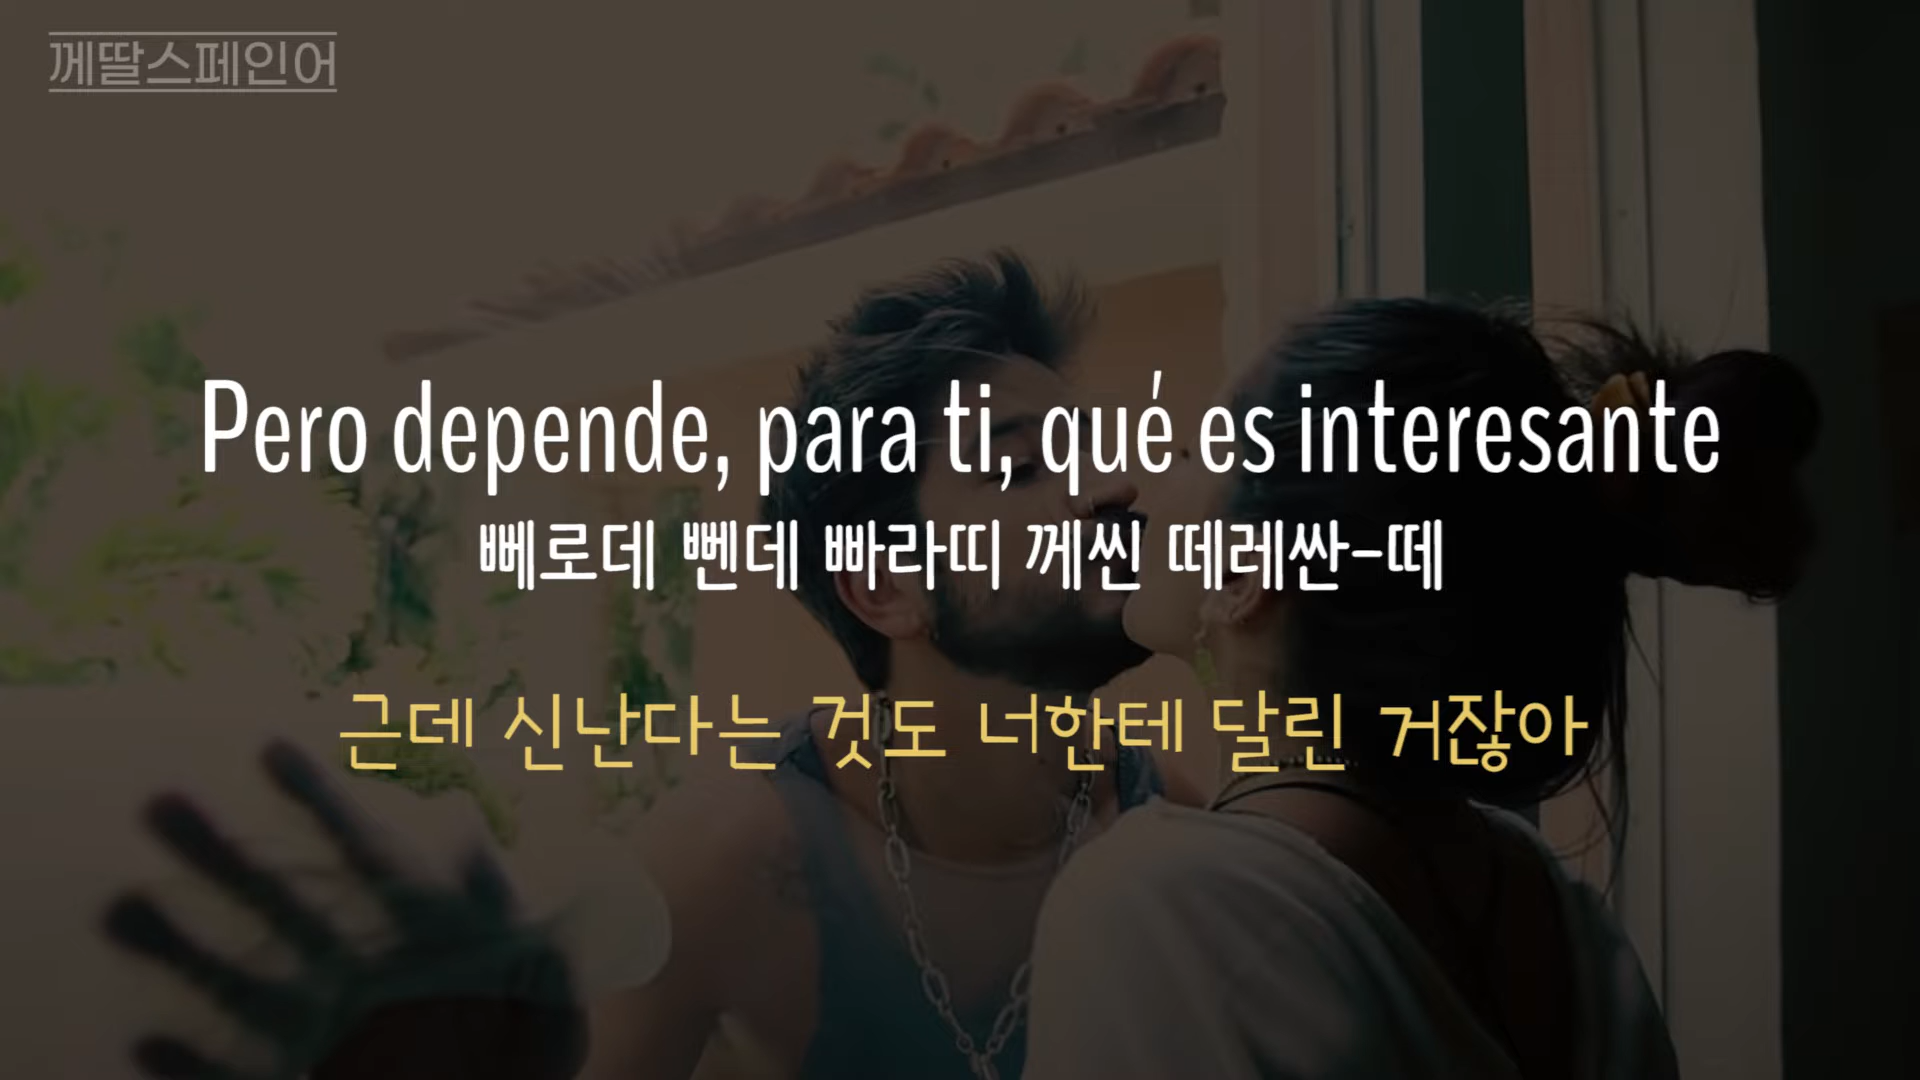 께딸스페인어
Pero depende, para ti, qué es interesante
뻬로데 뻰데 빠라띠 께씬 떼레싼-떼
근데 신난다는 것도 너한테 달린 거잖아